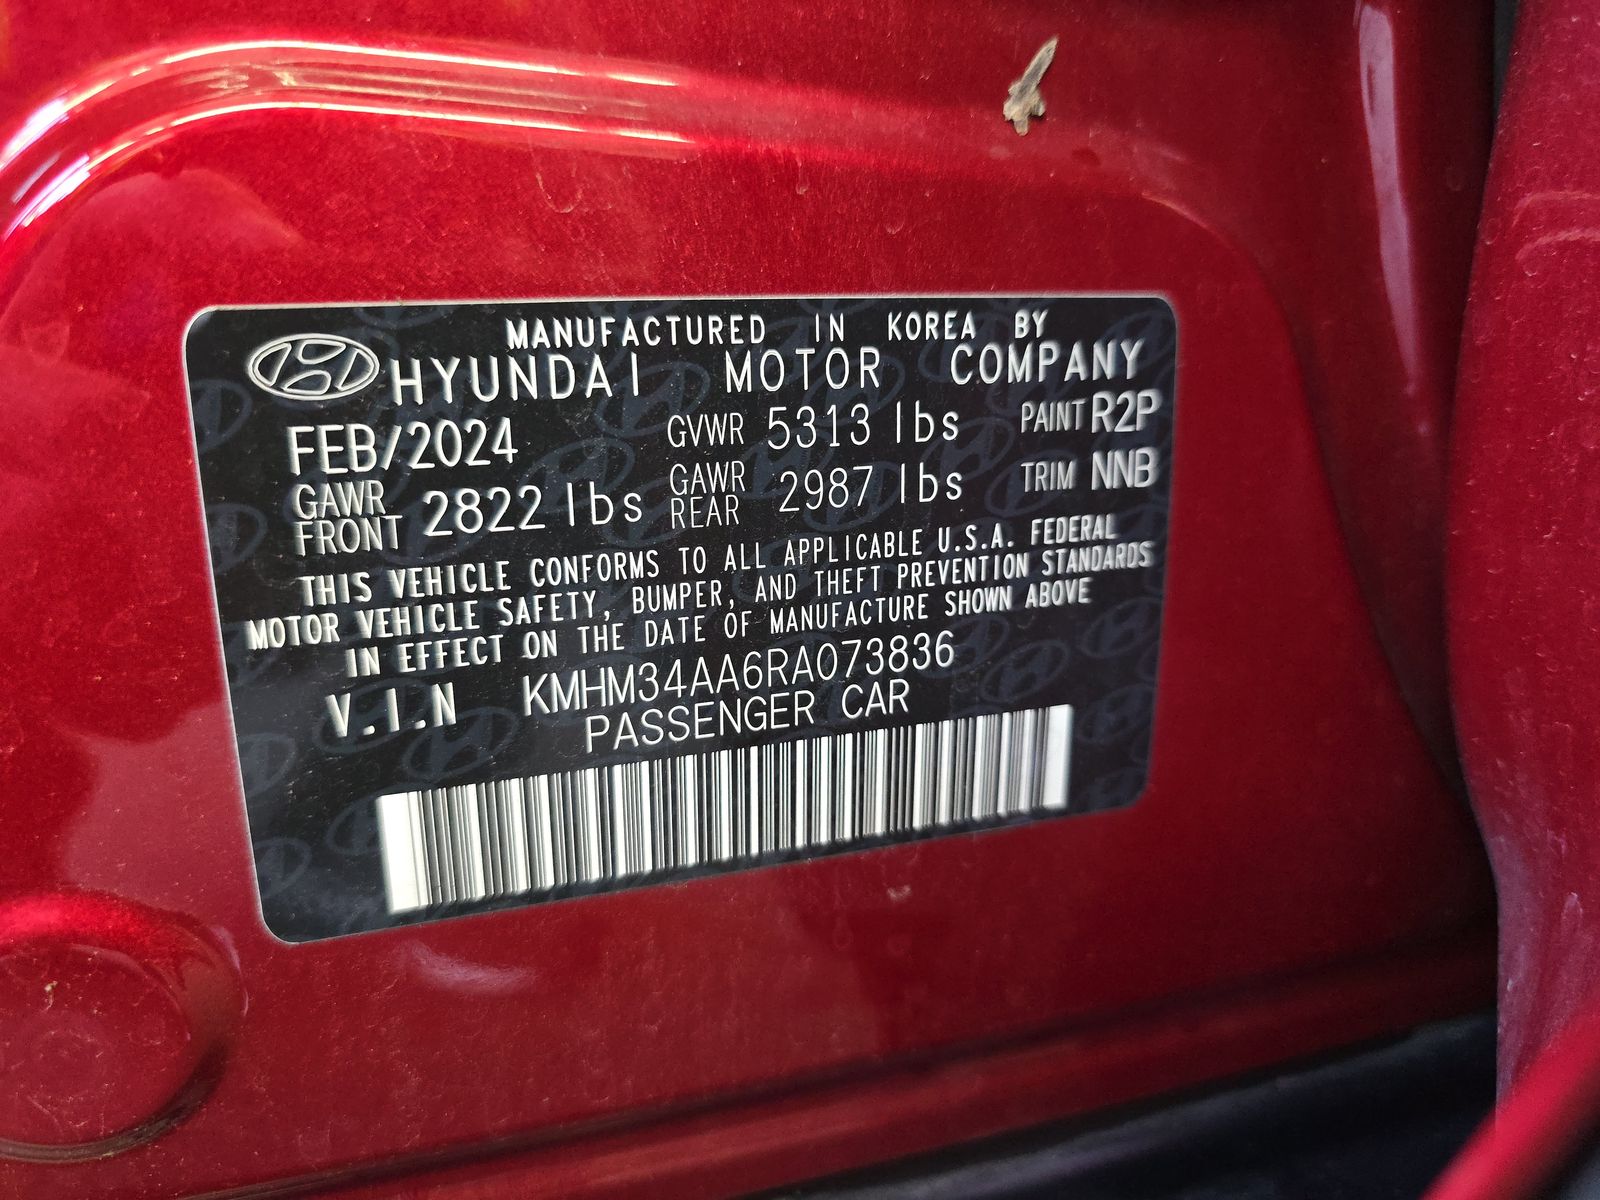 MANUFACTURED IN KOREA BY
HYUNDAI MOTOR COMPANY
FEB/2024 GVWR 5313 lbs PAINT R2P
GAWR FRONT 2822 lbs GAWR REAR 2987 lbs TRIM NNB
THIS VEHICLE CONFORMS TO ALL APPLICABLE U.S.A. FEDERAL
MOTOR VEHICLE SAFETY, BUMPER, AND THEFT PREVENTION STANDARDS
IN EFFECT ON THE DATE OF MANUFACTURE SHOWN ABOVE
V.I.N KMHM34AA6RA073836
PASSENGER CAR